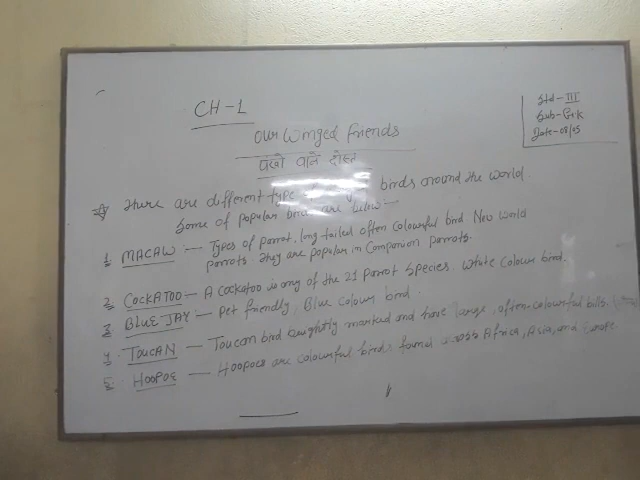 CH-1
Our Winged Friends
पंखों वाले दोस्त
Std - III
Sub - G.K
Date - 08/05
There are different type birds around the world
Some of popular birds are below -
1. MACAW - Types of parrot, long tailed often colourful bird New World
parrots. They are popular in Companion parrots.
2. COCKATOO - A cockatoo is any of the 21 Parrot Species. White Colour bird.
3. BLUE JAY - Pet friendly, Blue Colour bird.
4. TOUCAN - Toucan bird brightly marked and have large, often-colourful bills.
5. HOOPOE - Hoopoes are colourful birds found across Africa, Asia, and